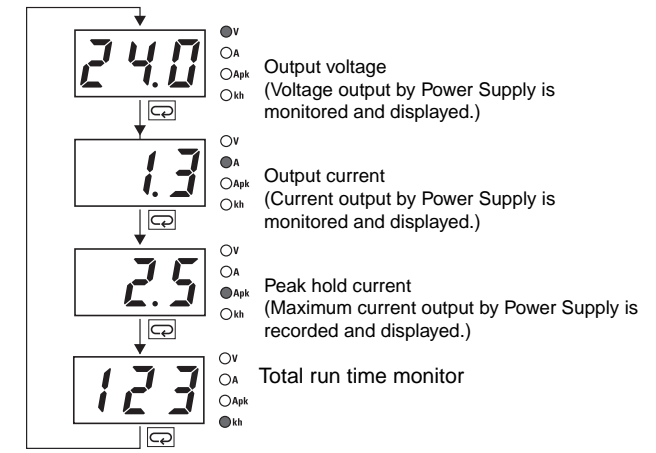 24.0
V
A
Apk
kh
Output voltage
(Voltage output by Power Supply is
monitored and displayed.)
1.3
V
A
Apk
kh
Output current
(Current output by Power Supply is
monitored and displayed.)
2.5
V
A
Apk
kh
Peak hold current
(Maximum current output by Power Supply is
recorded and displayed.)
123
V
A
Apk
kh
Total run time monitor